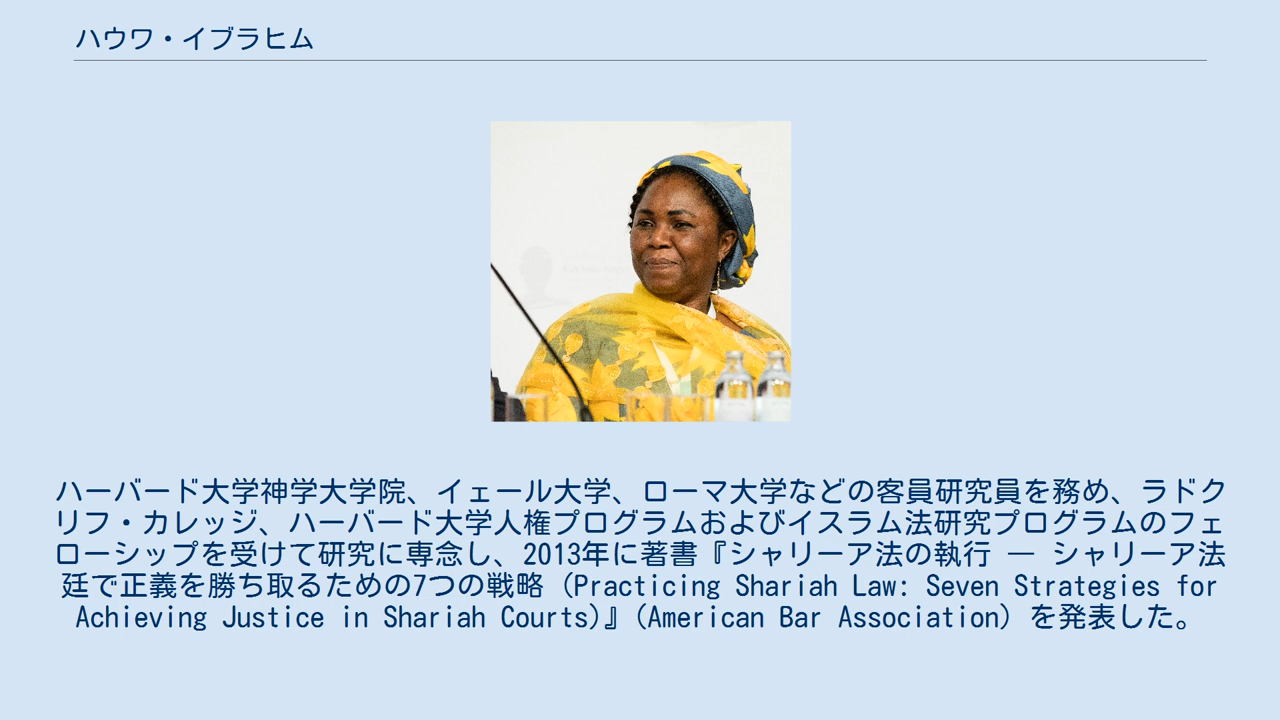 ハウワ・イブラヒム
ハーバード大学神学大学院、イェール大学、ローマ大学などの客員研究員を務め、ラドク
リフ・カレッジ、ハーバード大学人権プログラムおよびイスラム法研究プログラムのフェ
ローシップを受けて研究に専念し、2013年に著書『シャリーア法の執行 — シャリーア法
廷で正義を勝ち取るための7つの戦略 (Practicing Shariah Law: Seven Strategies for
Achieving Justice in Shariah Courts)』(American Bar Association) を発表した。